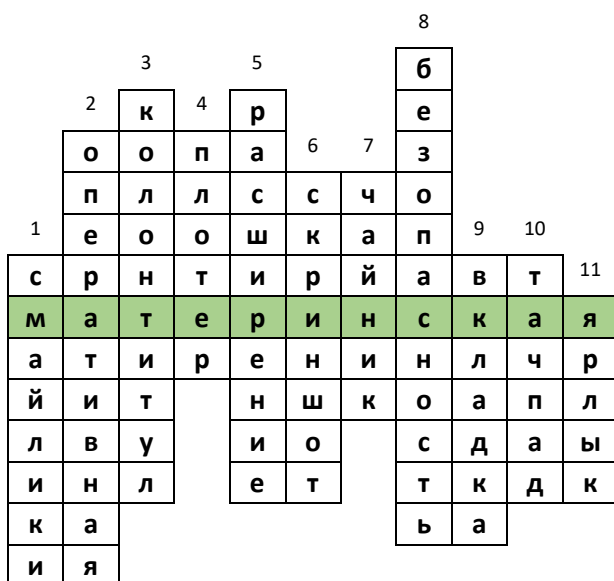 8
3 5 б
2 к 4 р е
о о п а 6 7 з
п л л с с ч о
1 е о о ш к а п 9 10
с р н т и р й а в т 11
м а т е р и н с к а я
а т и р е н и н л ч р
й и т н ш к о а п л
л в у и о с д а ы
и н л е т т к д к
к а ь а
и я